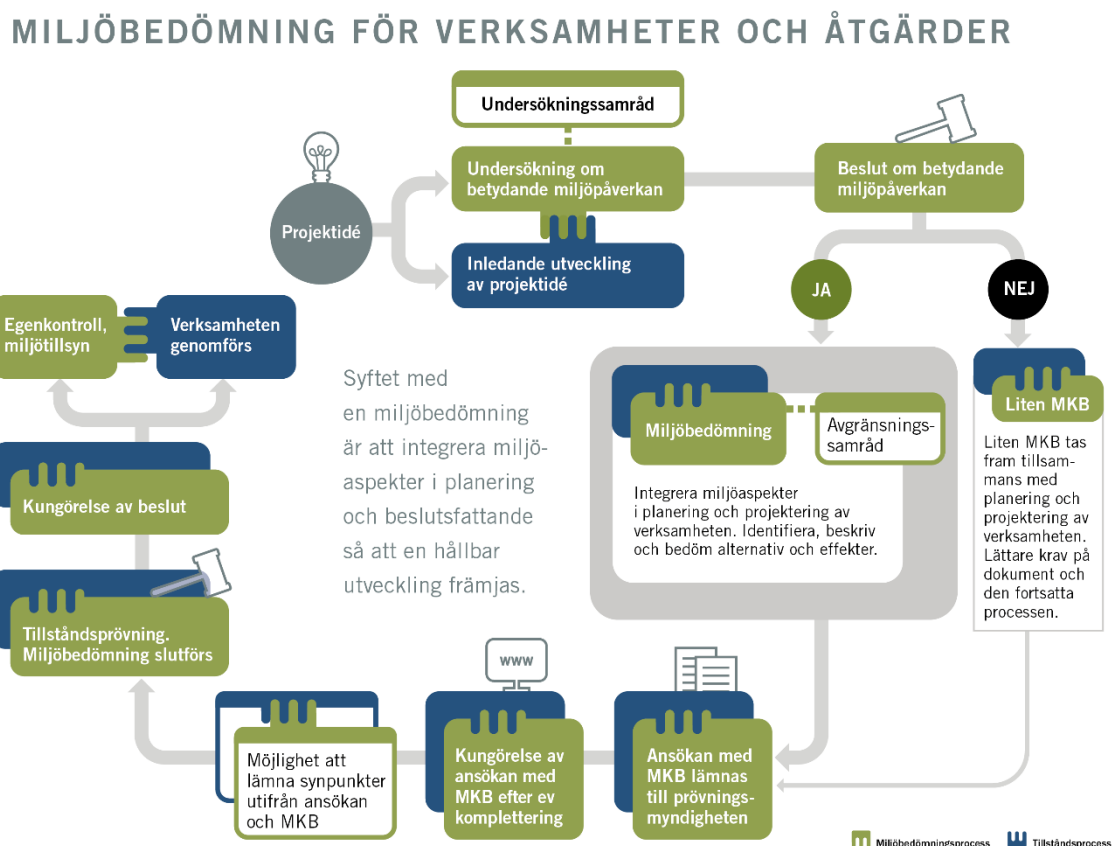 MILJÖBEDÖMNING FÖR VERKSAMHETER OCH ÅTGÄRDER
Undersökningssamråd
Projektidé
Undersökning om
betydande miljöpåverkan
Beslut om betydande
miljöpåverkan
Inledande utveckling
av projektidé
JA
NEJ
Egenkontroll,
miljötillsyn
Verksamheten
genomförs
Syftet med
en miljöbedömning
är att integrera miljö-
aspekter i planering
och beslutsfattande
så att en hållbar
utveckling främjas.
Miljöbedömning
Avgränsnings-
samråd
Integrera miljöaspekter
i planering och projektering av
verksamheten. Identifiera, beskriv
och bedöm alternativ och effekter.
Liten MKB
Liten MKB tas
fram tillsam-
mans med
planering och
projektering av
verksamheten.
Lättare krav på
dokument och
den fortsatta
processen.
Kungörelse av beslut
Tillståndsprövning.
Miljöbedömning slutförs
Möjlighet att
lämna synpunkter
utifrån ansökan
och MKB
www
Kungörelse av
ansökan med
MKB efter ev
komplettering
Ansökan med
MKB lämnas
till prövnings-
myndigheten
Miljöbedömningsprocess
Tillståndsprocess